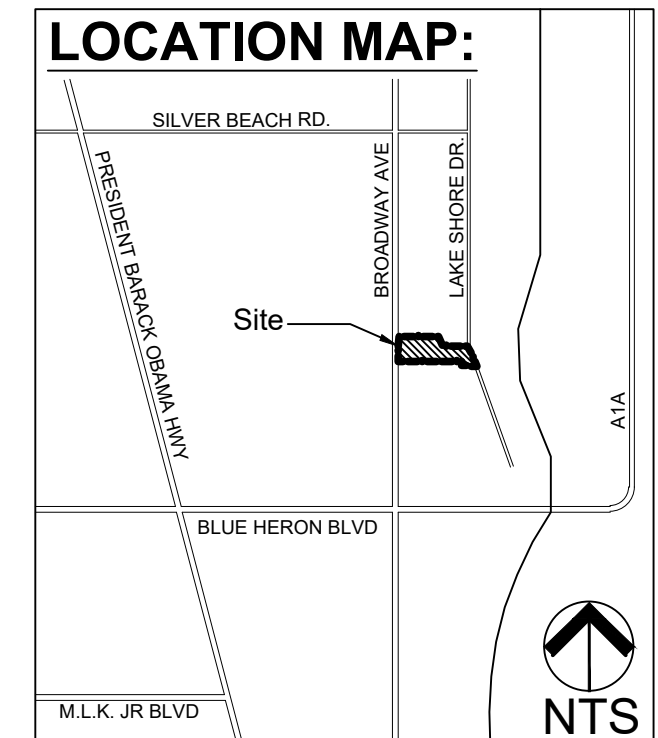 LOCATION MAP:
SILVER BEACH RD.
PRESIDENT BARACK OBAMA HWY
BROADWAY AVE
LAKE SHORE DR.
Site
A1A
BLUE HERON BLVD
M.L.K. JR BLVD
NTS